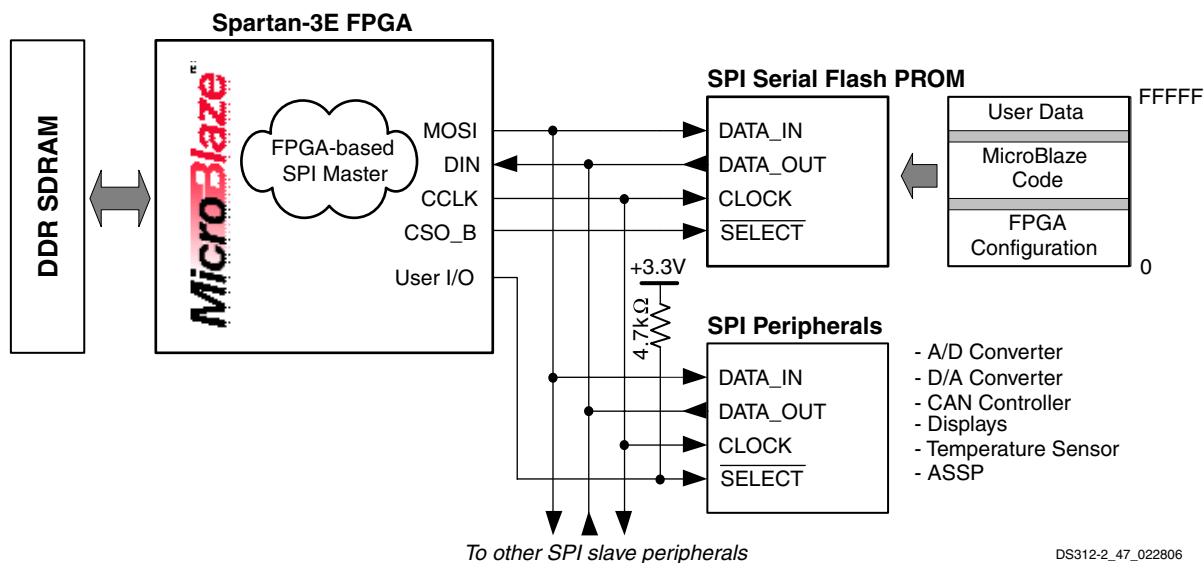 Spartan-3E FPGA
DDR SDRAM
MicroBlaze™
FPGA-based
SPI Master
MOSI
DIN
CCLK
CSO_B
User I/O
SPI Serial Flash PROM
DATA_IN
DATA_OUT
CLOCK
SELECT
User Data
MicroBlaze
Code
FPGA
Configuration
FFFFF
0
+3.3V
4.7kΩ
SPI Peripherals
DATA_IN
DATA_OUT
CLOCK
SELECT
- A/D Converter
- D/A Converter
- CAN Controller
- Displays
- Temperature Sensor
- ASSP
To other SPI slave peripherals
DS312-2_47_022806